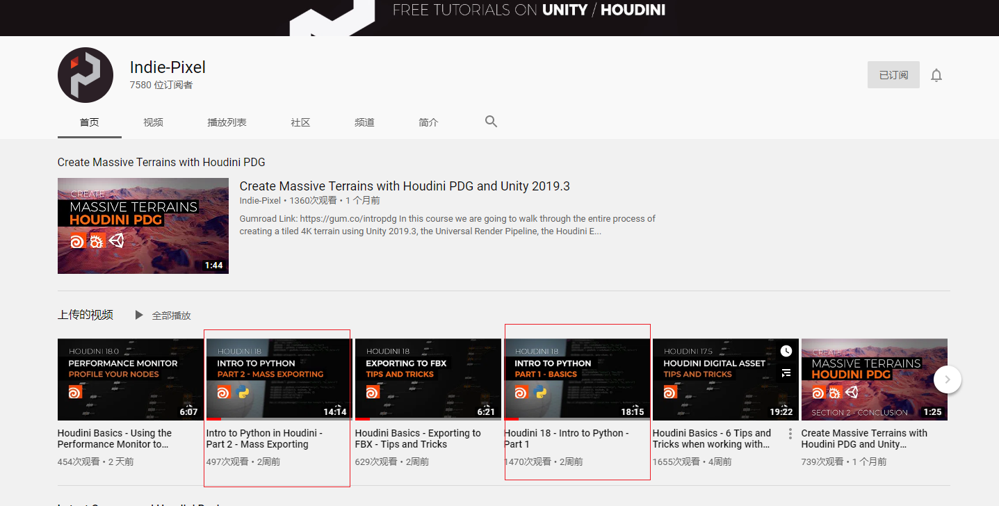 FREE TUTORIALS ON UNITY / HOUDINI
Indie-Pixel
7580 位订阅者
已订阅
首页
视频
播放列表
社区
频道
简介
Create Massive Terrains with Houdini PDG
CREATE
MASSIVE TERRAINS
HOUDINI PDG
1:44
Create Massive Terrains with Houdini PDG and Unity 2019.3
Indie-Pixel • 1360次观看 • 1 个月前
Gumroad Link: https://gum.co/intropdg In this course we are going to walk through the entire process of
creating a tiled 4K terrain using Unity 2019.3, the Universal Render Pipeline, the Houdini E...
上传的视频
全部播放
HOUDINI 18.0
PERFORMANCE MONITOR
PROFILE YOUR NODES
6:07
Houdini Basics - Using the
Performance Monitor to...
454次观看 • 2 天前
HOUDINI 18
INTRO TO PYTHON
PART 2 - MASS EXPORTING
14:14
Intro to Python in Houdini -
Part 2 - Mass Exporting
497次观看 • 2周前
HOUDINI 18
EXPORTING TO FBX
TIPS AND TRICKS
6:21
Houdini Basics - Exporting to
FBX - Tips and Tricks
629次观看 • 2周前
HOUDINI 18
INTRO TO PYTHON
PART 1 - BASICS
18:15
Houdini 18 - Intro to Python -
Part 1
1470次观看 • 2周前
HOUDINI 17.5
HOUDINI DIGITAL ASSET
TIPS AND TRICKS
19:22
Houdini Basics - 6 Tips and
Tricks when working with...
1655次观看 • 4周前
CREATE
MASSIVE TERRAINS
HOUDINI PDG
SECTION 2 - CONCLUSION
1:25
Create Massive Terrains with
Houdini PDG and Unity...
739次观看 • 1 个月前